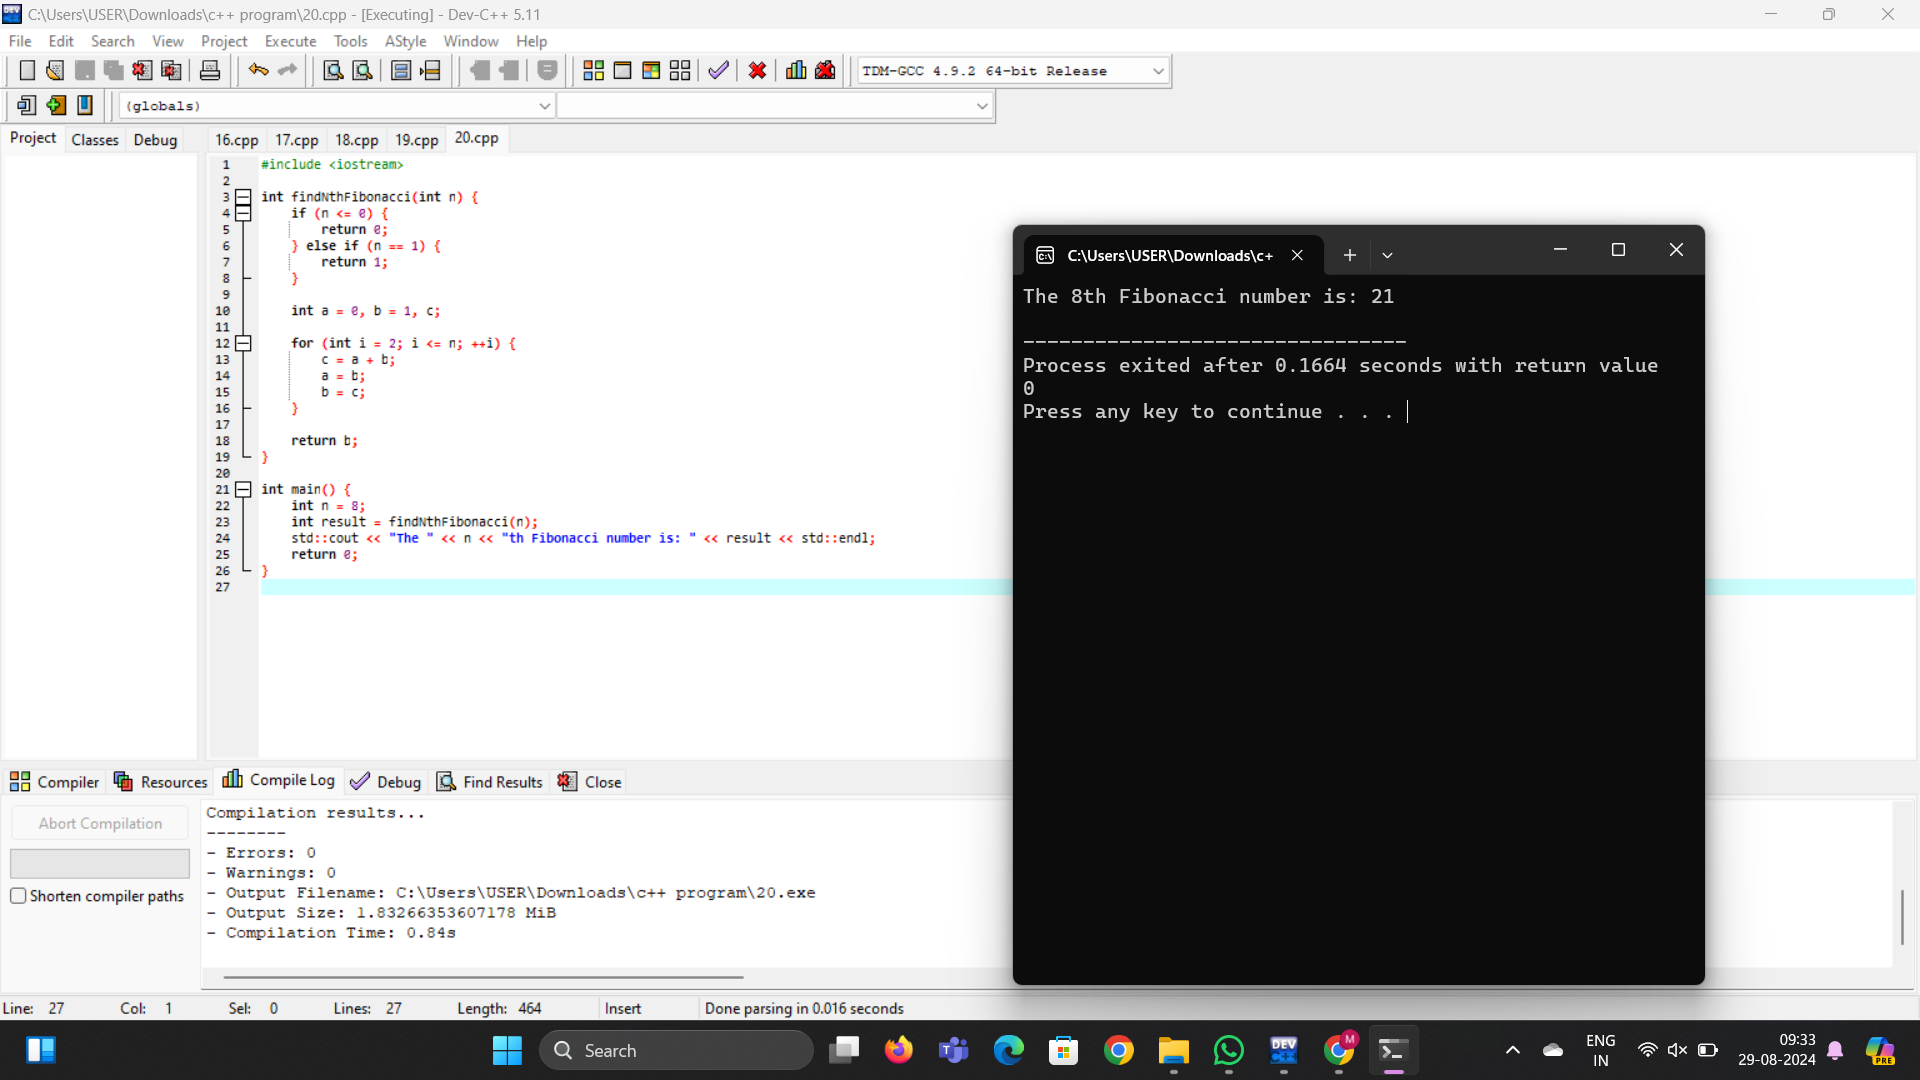 C:\Users\USER\Downloads\c++ program\20.cpp - [Executing] - Dev-C++ 5.11
File Edit Search View Project Execute Tools AStyle Window Help
TDM-GCC 4.9.2 64-bit Release
(globals)
Project Classes Debug
16.cpp 17.cpp 18.cpp 19.cpp 20.cpp
1 #include <iostream>
2
3 int findNthFibonacci(int n) {
4 if (n <= 0) {
5 return 0;
6 } else if (n == 1) {
7 return 1;
8 }
9
10 int a = 0, b = 1, c;
11
12 for (int i = 2; i <= n; ++i) {
13 c = a + b;
14 a = b;
15 b = c;
16 }
17
18 return b;
19 }
20
21 int main() {
22 int n = 8;
23 int result = findNthFibonacci(n);
24 std::cout << "The " << n << "th Fibonacci number is: " << result << std::endl;
25 return 0;
26 }
27
C:\Users\USER\Downloads\c+
The 8th Fibonacci number is: 21
--------------------------------
Process exited after 0.1664 seconds with return value
0
Press any key to continue . . .
Compiler Resources Compile Log Debug Find Results Close
Abort Compilation
Shorten compiler paths
Compilation results...
--------
- Errors: 0
- Warnings: 0
- Output Filename: C:\Users\USER\Downloads\c++ program\20.exe
- Output Size: 1.83266353607178 MiB
- Compilation Time: 0.84s
Line: 27 Col: 1 Sel: 0 Lines: 27 Length: 464 Insert Done parsing in 0.016 seconds
Search
DEV
M
ENG
IN
09:33
29-08-2024
PRE